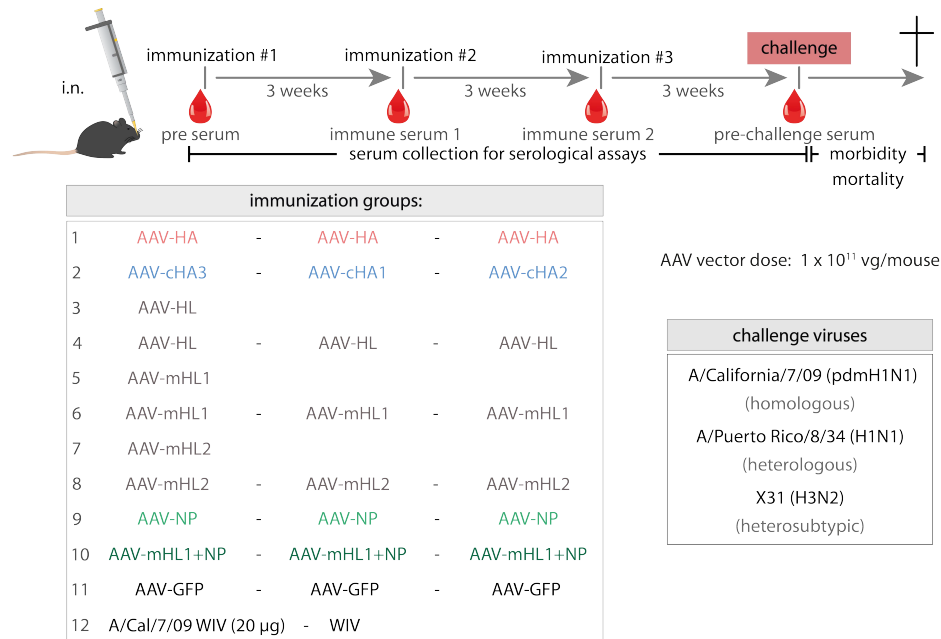 immunization #1 immunization #2 immunization #3 challenge
i.n.
3 weeks 3 weeks 3 weeks
pre serum immune serum 1 immune serum 2 pre-challenge serum
serum collection for serological assays morbidity
mortality
immunization groups:
1 AAV-HA - AAV-HA - AAV-HA
2 AAV-cHA3 - AAV-cHA1 - AAV-cHA2
3 AAV-HL
4 AAV-HL - AAV-HL - AAV-HL
5 AAV-mHL1
6 AAV-mHL1 - AAV-mHL1 - AAV-mHL1
7 AAV-mHL2
8 AAV-mHL2 - AAV-mHL2 - AAV-mHL2
9 AAV-NP - AAV-NP - AAV-NP
10 AAV-mHL1+NP - AAV-mHL1+NP - AAV-mHL1+NP
11 AAV-GFP - AAV-GFP - AAV-GFP
12 A/Cal/7/09 WIV (20 µg) - WIV
AAV vector dose: 1 x 10¹¹ vg/mouse
challenge viruses
A/California/7/09 (pdmH1N1)
(homologous)
A/Puerto Rico/8/34 (H1N1)
(heterologous)
X31 (H3N2)
(heterosubtypic)